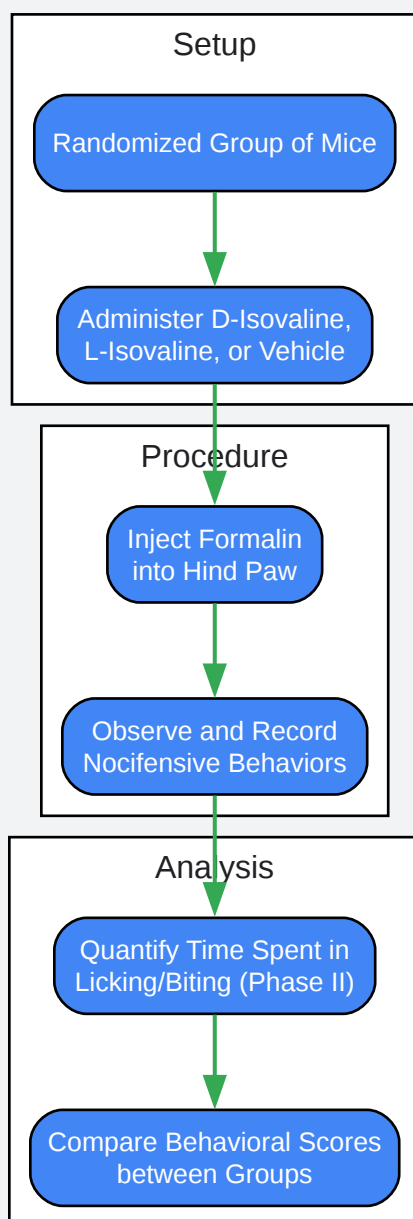 Setup
Randomized Group of Mice
Administer D-Isovaline,
L-Isovaline, or Vehicle
Procedure
Inject Formalin
into Hind Paw
Observe and Record
Nocifensive Behaviors
Analysis
Quantify Time Spent in
Licking/Biting (Phase II)
Compare Behavioral Scores
between Groups